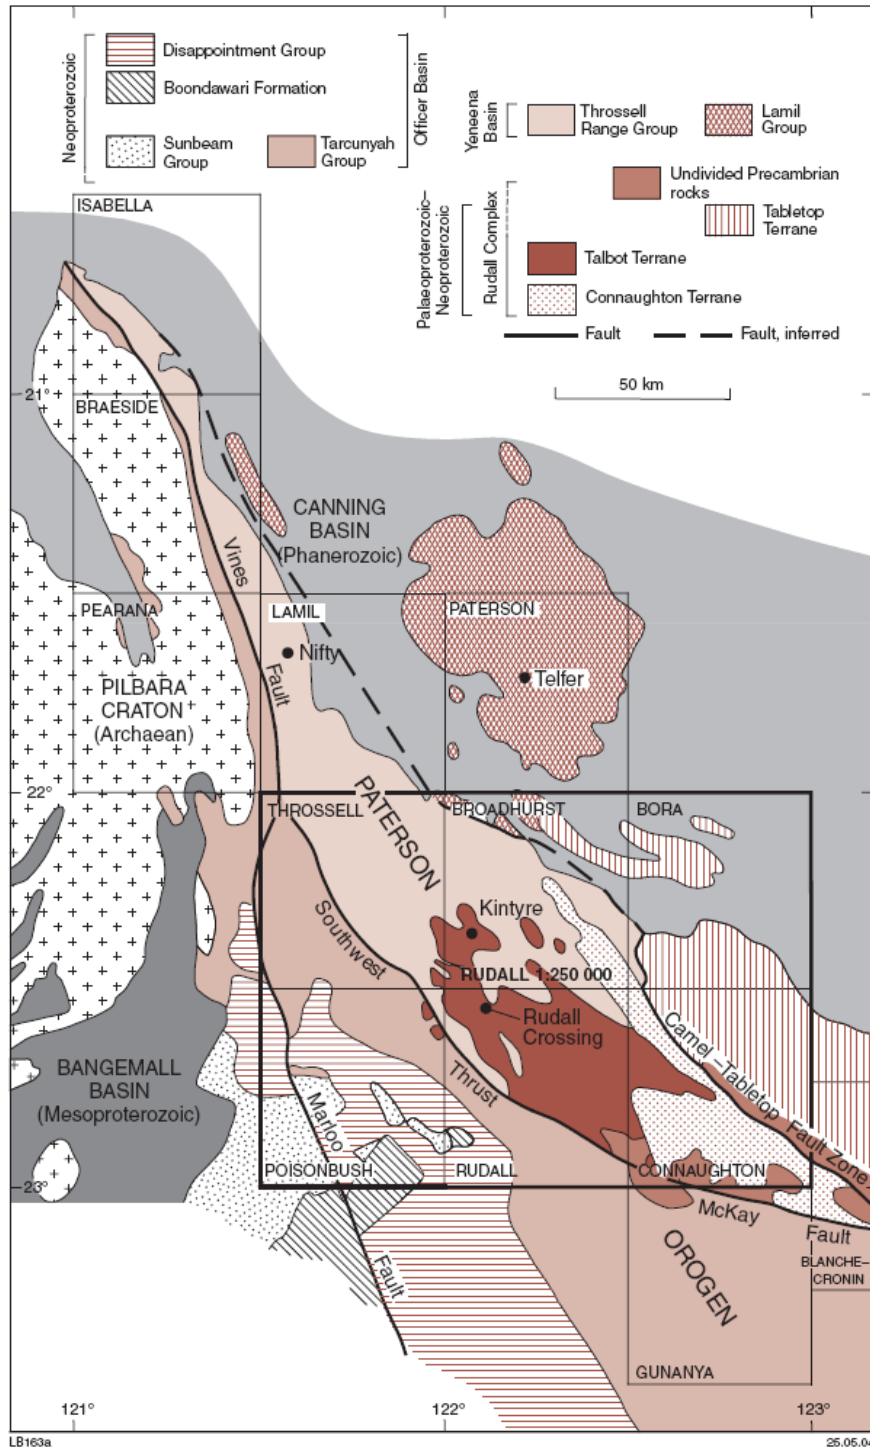 Neoproterozoic
Disappointment Group
Boondawari Formation
Sunbeam
Group
Tarcunyah
Group
Officer Basin
Yeneena
Basin
Throssell
Range Group
Lamil
Group
Undivided Precambrian
rocks
Tabletop
Terrane
Palaeoproterozoic–
Neoproterozoic
Rudall Complex
Talbot Terrane
Connaughton Terrane
Fault
Fault, inferred
50 km
ISABELLA
21°
BRAESIDE
CANNING
BASIN
(Phanerozoic)
Vines
Fault
PEARANA
LAMIL
PATERSON
Nifty
Telfer
PILBARA
CRATON
(Archaean)
22°
THROSSELL
PATERSON
BROADHURST
BORA
Kintyre
Southwest
Thrust
RUDALL 1:250 000
Rudall
Crossing
Camel–Tabletop
Fault Zone
BANGEMALL
BASIN
(Mesoproterozoic)
Marloo
Fault
POISONBUSH
RUDALL
CONNAUGHTON
23°
McKay
Fault
OROGEN
BLANCHE–
CRONIN
GUNANYA
121°
122°
123°
LB163a
25.05.04